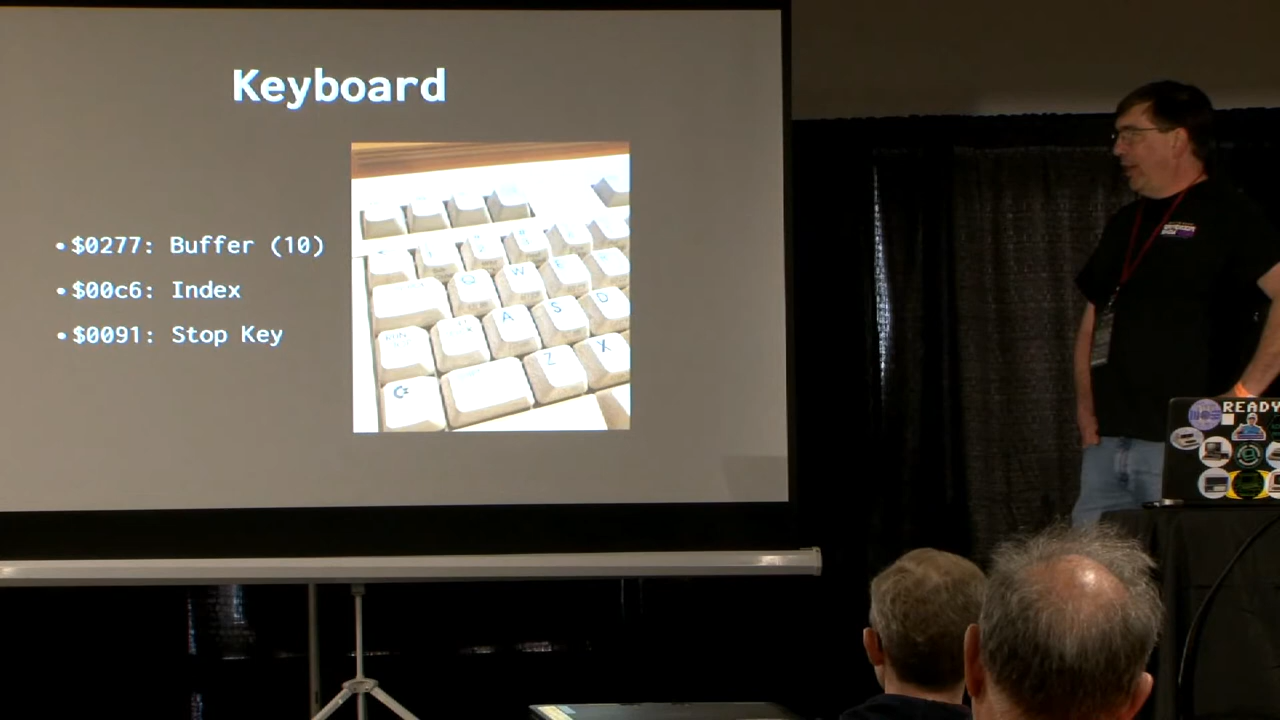 Keyboard
•$0277: Buffer (10)
•$00c6: Index
•$0091: Stop Key
Q W E
A S D
Z X
C=
READY